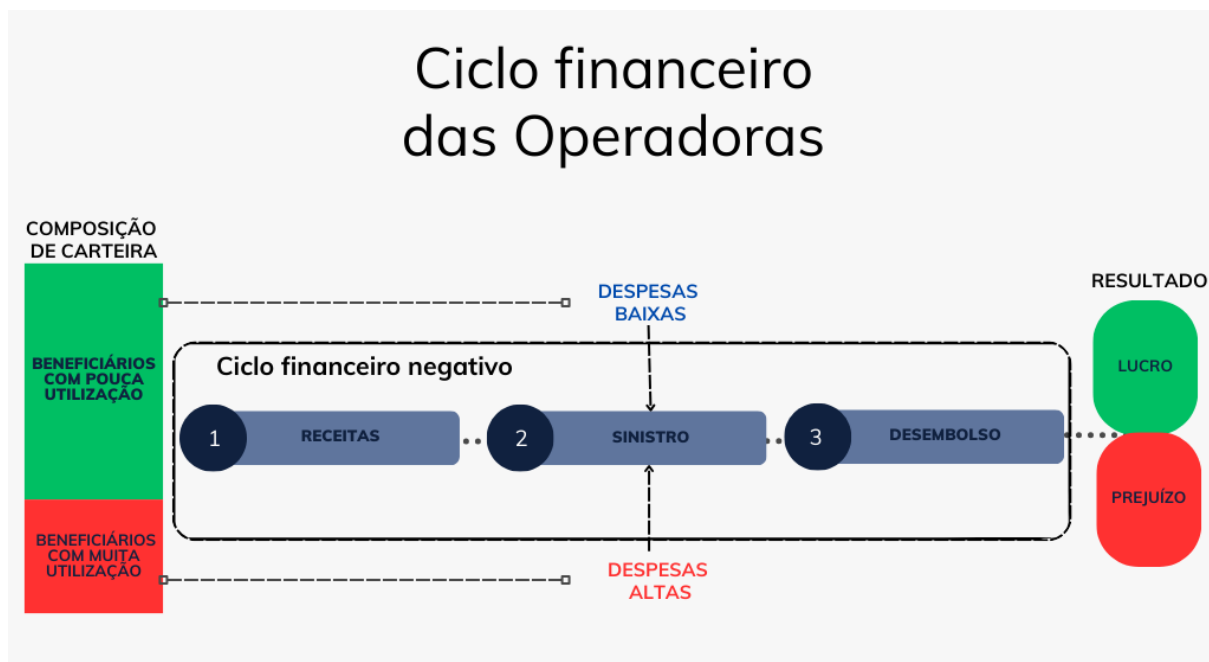 Ciclo financeiro
das Operadoras
COMPOSIÇÃO
DE CARTEIRA
BENEFICIÁRIOS
COM POUCA
UTILIZAÇÃO
BENEFICIÁRIOS
COM MUITA
UTILIZAÇÃO
DESPESAS
BAIXAS
Ciclo financeiro negativo
1
RECEITAS
2
SINISTRO
3
DESEMBOLSO
DESPESAS
ALTAS
RESULTADO
LUCRO
PREJUÍZO